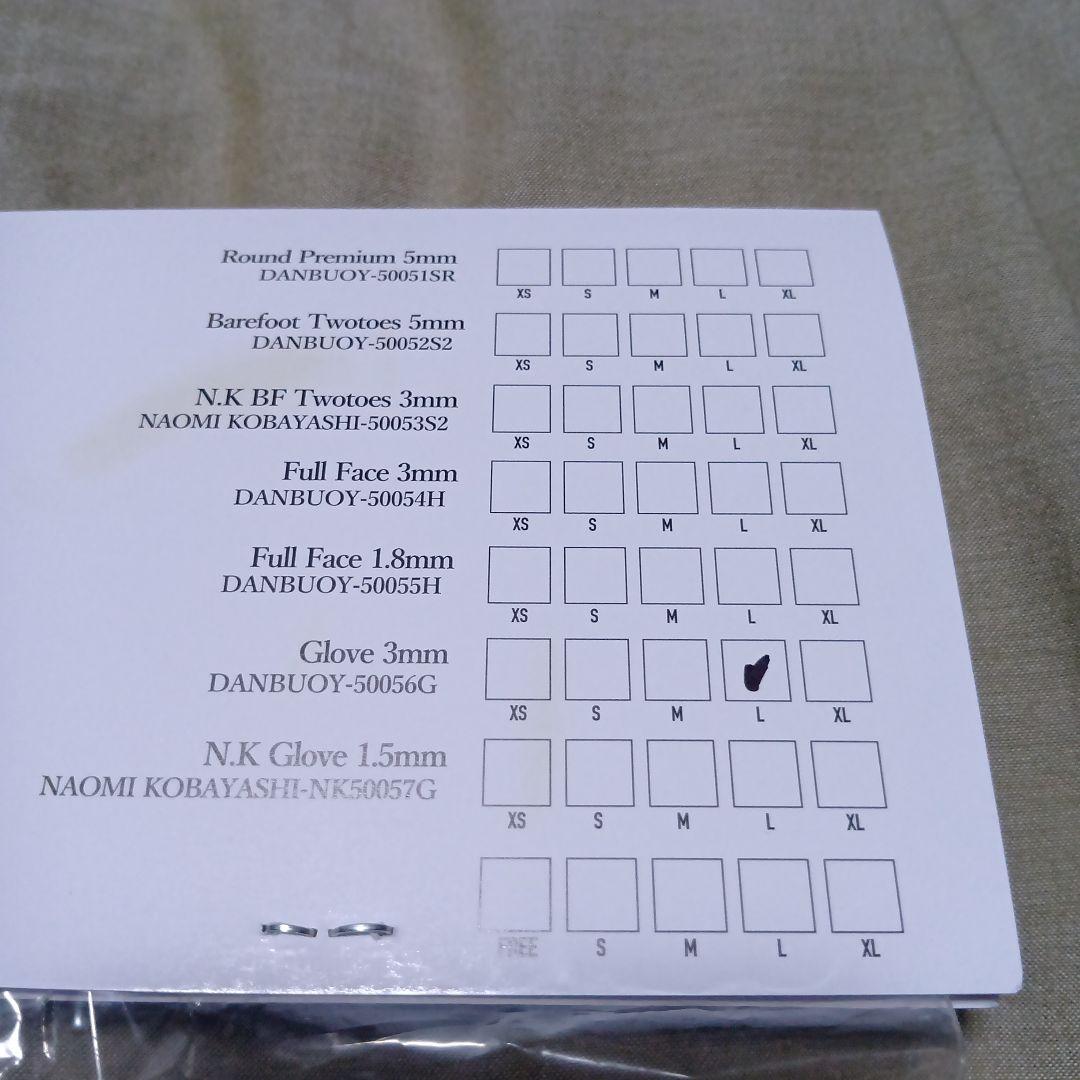 Round Premium 5mm
DANBUOY-50051SR
XS S M L XL
Barefoot Twotoes 5mm
DANBUOY-50052S2
XS S M L XL
N.K BF Twotoes 3mm
NAOMI KOBAYASHI-50053S2
XS S M L XL
Full Face 3mm
DANBUOY-50054H
XS S M L XL
Full Face 1.8mm
DANBUOY-50055H
XS S M L XL
Glove 3mm
DANBUOY-50056G
XS S M L XL
N.K Glove 1.5mm
NAOMI KOBAYASHI-NK50057G
XS S M L XL
FREE S M L XL